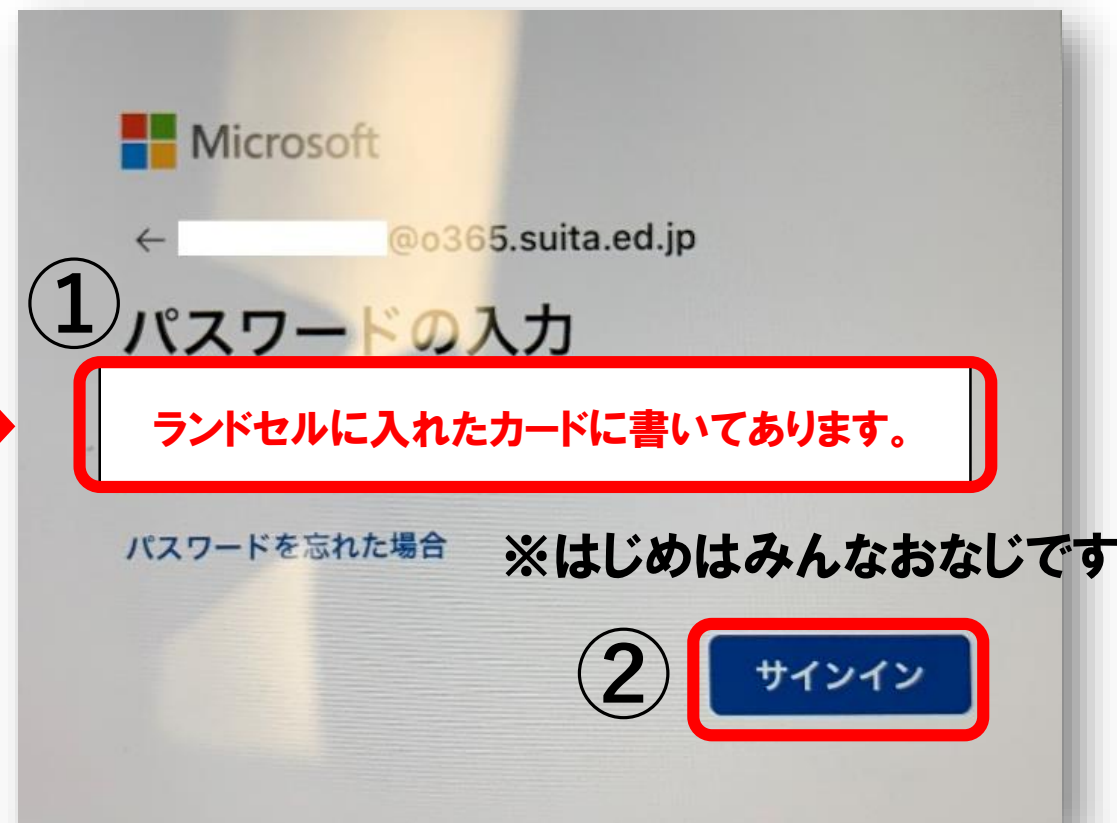 Microsoft
← @o365.suita.ed.jp
①
パスワードの入力
ランドセルに入れたカードに書いてあります。
パスワードを忘れた場合
※はじめはみんなおなじです
②
サインイン